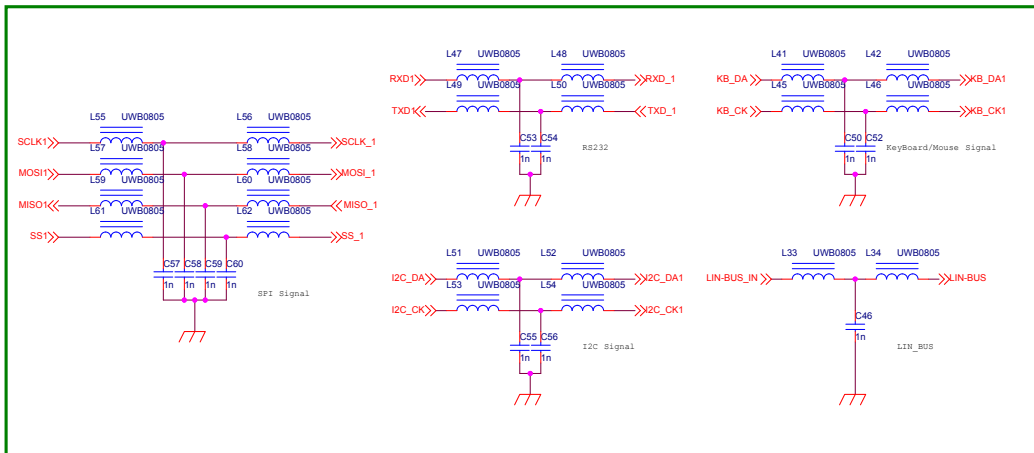 L55 UWB0805 L56 UWB0805
SCLK1 SCLK_1
L57 UWB0805 L58 UWB0805
MOSI1 MOSI_1
L59 UWB0805 L60 UWB0805
MISO1 MISO_1
L61 UWB0805 L62 UWB0805
SS1 SS_1
C57 C58 C59 C60
1n 1n 1n 1n
SPI Signal
L47 UWB0805 L48 UWB0805
RXD1 RXD_1
L49 UWB0805 L50 UWB0805
TXD1 TXD_1
C53 C54
1n 1n
RS232
L41 UWB0805 L42 UWB0805
KB_DA KB_DA1
L45 UWB0805 L46 UWB0805
KB_CK KB_CK1
C50 C52
1n 1n
KeyBoard/Mouse Signal
L51 UWB0805 L52 UWB0805
I2C_DA I2C_DA1
L53 UWB0805 L54 UWB0805
I2C_CK I2C_CK1
C55 C56
1n 1n
I2C Signal
L33 UWB0805 L34 UWB0805
LIN-BUS_IN LIN-BUS
C46
1n
LIN_BUS